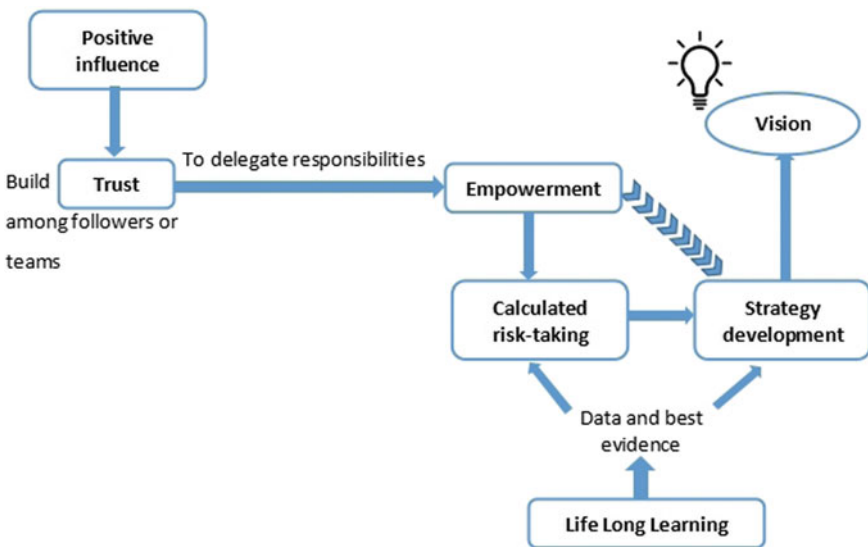 Positive
influence
Vision
To delegate responsibilities
Build
Trust
Empowerment
among followers or
teams
Calculated
risk-taking
Strategy
development
Data and best
evidence
Life Long Learning